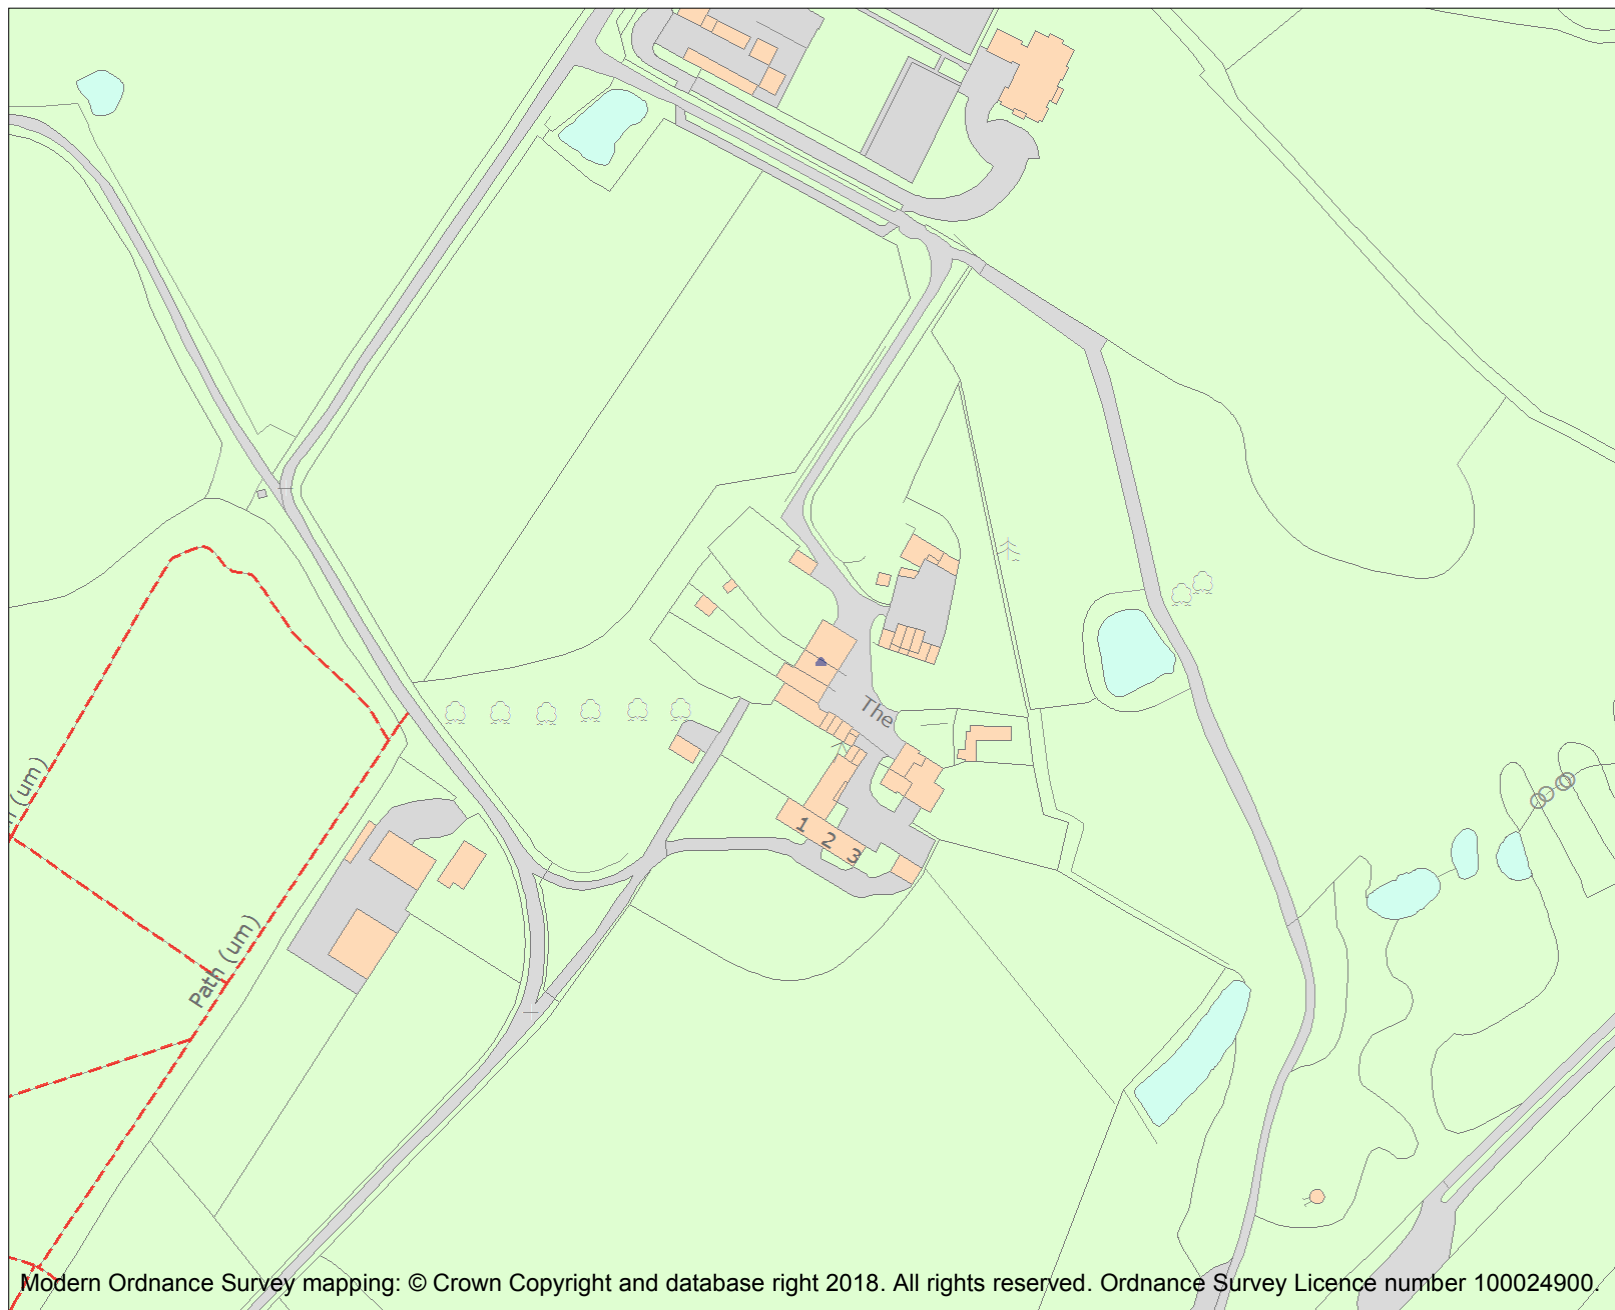 The
(um)
1 2 3
Path (um)
Modern Ordnance Survey mapping: © Crown Copyright and database right 2018. All rights reserved. Ordnance Survey Licence number 100024900.